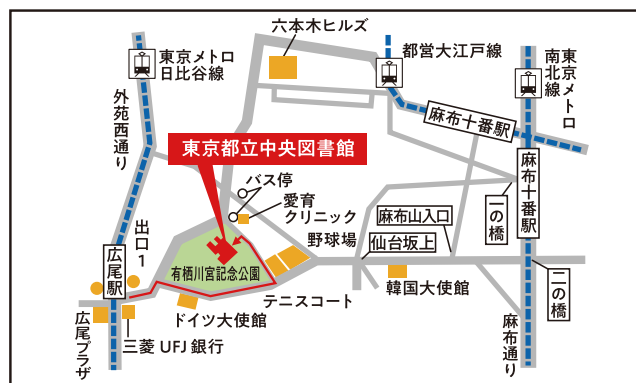 六本木ヒルズ
東京メトロ
日比谷線
都営大江戸線
東京メトロ
南北線
外苑西通り
麻布十番駅
東京都立中央図書館
麻布十番駅
バス停
愛育
クリニック
一の橋
麻布山入口
出口1
野球場
仙台坂上
広尾駅
有栖川宮記念公園
韓国大使館
二の橋
テニスコート
ドイツ大使館
広尾プラザ
三菱UFJ銀行
麻布通り